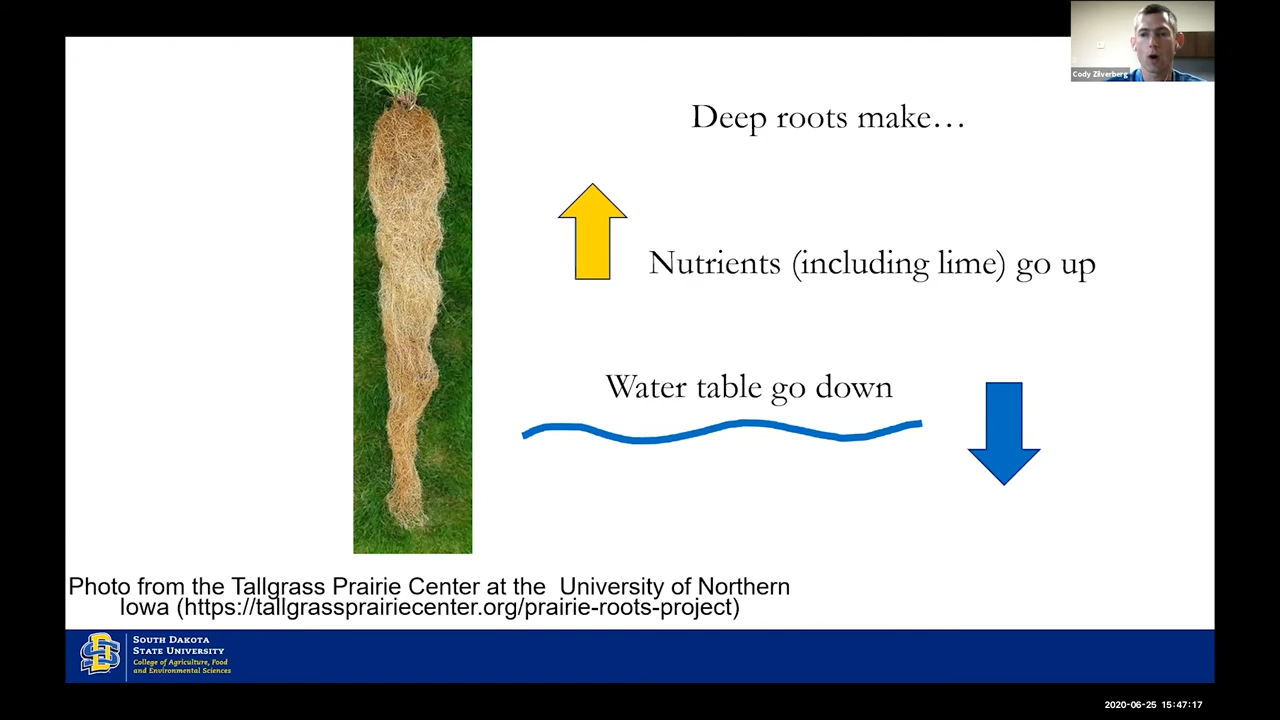 Cody Zilverberg
Deep roots make…
Nutrients (including lime) go up
Water table go down
Photo from the Tallgrass Prairie Center at the  University of Northern
Iowa (https://tallgrassprairiecenter.org/prairie-roots-project)
SOUTH DAKOTA
STATE UNIVERSITY
College of Agriculture, Food
and Environmental Sciences
2020-06-25 15:47:17